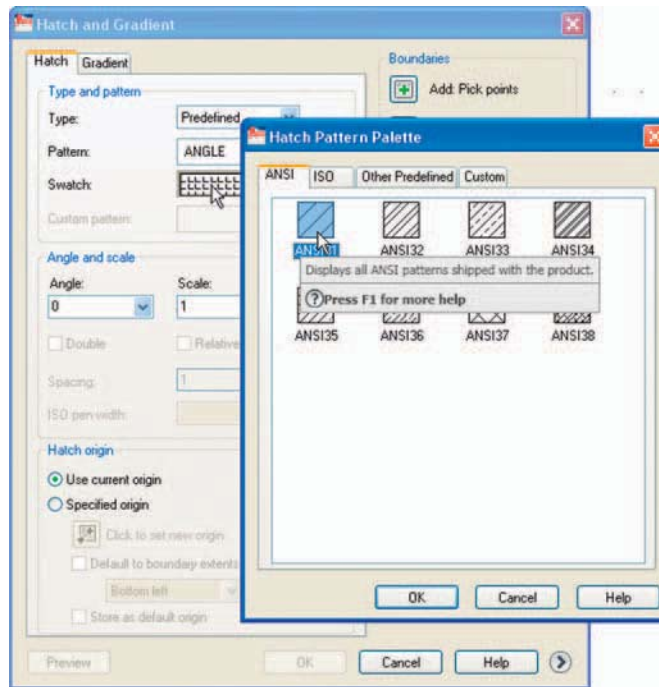 Hatch and Gradient
Hatch Gradient
Type and pattern
Type: Predefined
Pattern: ANGLE
Swatch:
Custom pattern:
Angle and scale
Angle: Scale:
0 1
Double Relative
Spacing: 1
ISO pen width:
Hatch origin
Use current origin
Specified origin
Click to set new origin
Default to boundary extents
Bottom left
Store as default origin
Preview OK Cancel Help
Boundaries
Add: Pick points
Hatch Pattern Palette
ANSI ISO Other Predefined Custom
ANSI31 ANSI32 ANSI33 ANSI34
Displays all ANSI patterns shipped with the product.
Press F1 for more help
ANSI35 ANSI36 ANSI37 ANSI38
OK Cancel Help